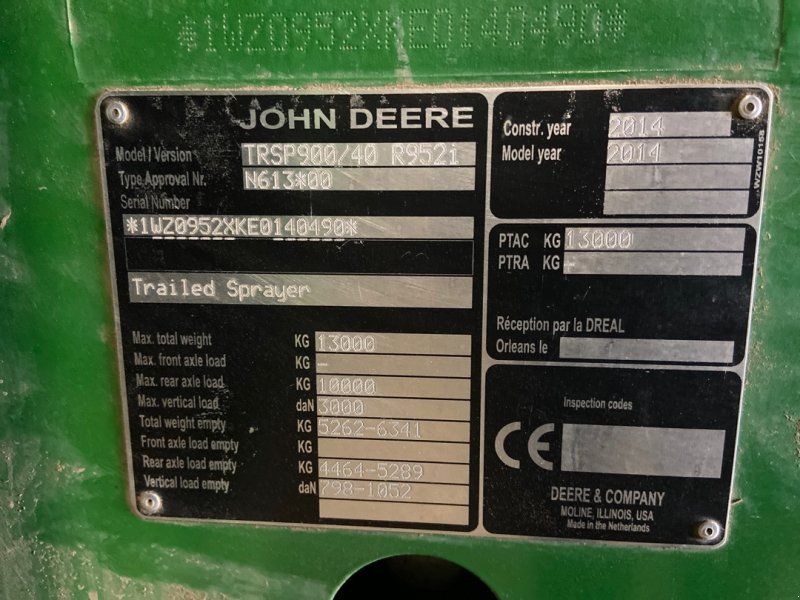 *1WZ0952XKE0140490*
JOHN DEERE
Model / Version TRSP900/40 R952i
Type Approval Nr. N613*00
Serial Number
*1WZ0952XKE0140490*
Trailed Sprayer
Max. total weight KG 13000
Max. front axle load KG --
Max. rear axle load KG 10000
Max. vertical load daN 3000
Total weight empty KG 5262-6341
Front axle load empty
Rear axle load empty KG 4464-5289
Vertical load empty daN 798-1052
Constr. year 2014
Model year 2014
WZW10158
PTAC KG 13000
PTRA KG --
Réception par la DREAL
Orleans le
Inspection codes
CE
DEERE & COMPANY
MOLINE, ILLINOIS, USA
Made in the Netherlands